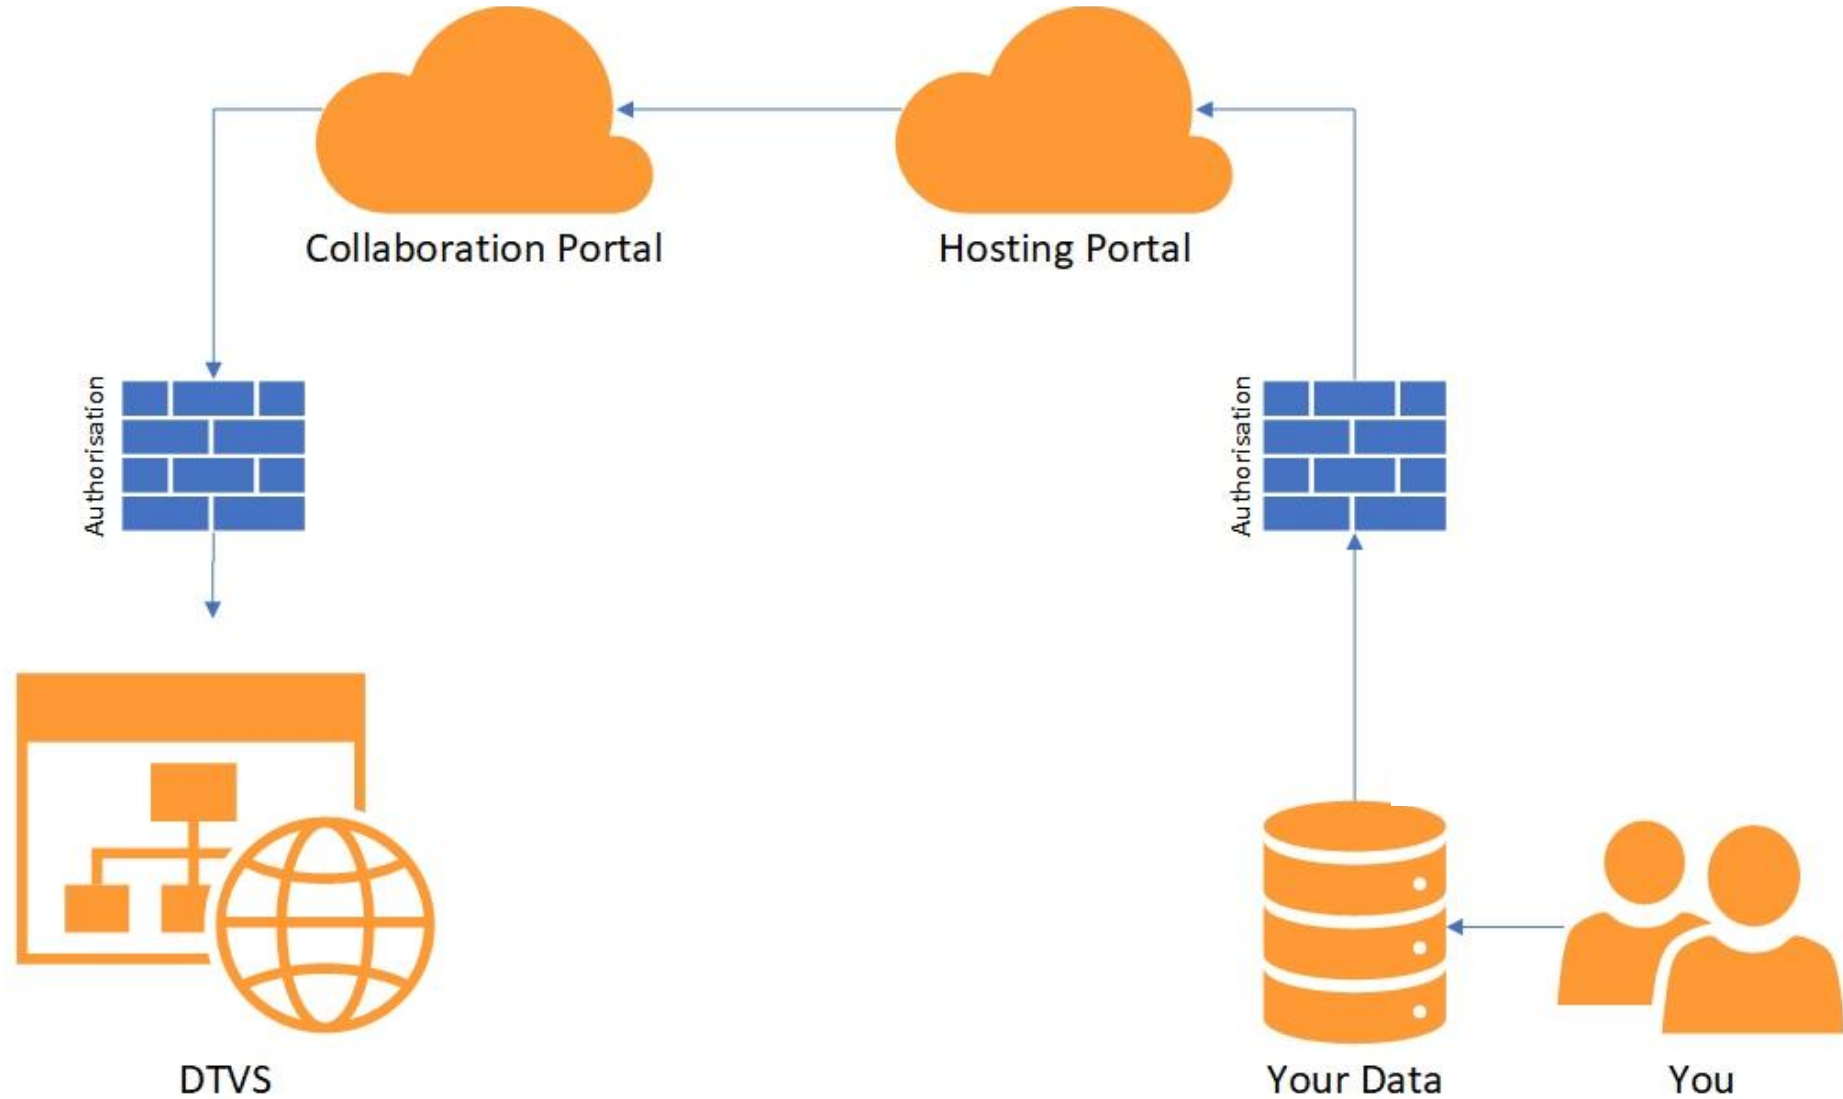 Collaboration Portal
Hosting Portal
Authorisation
Authorisation
DTVS
Your Data
You